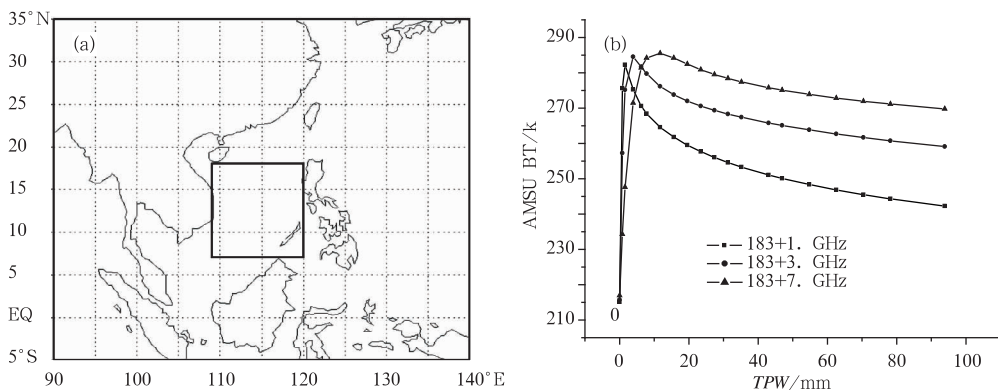 (a)
35°N
30
25
20
15
10
5
EQ
5°S
90
100
110
120
130
140°E
(b)
AMSU BT/k
290
270
250
230
210
0
183+1. GHz
183+3. GHz
183+7. GHz
0
20
40
60
80
100
TPW/mm